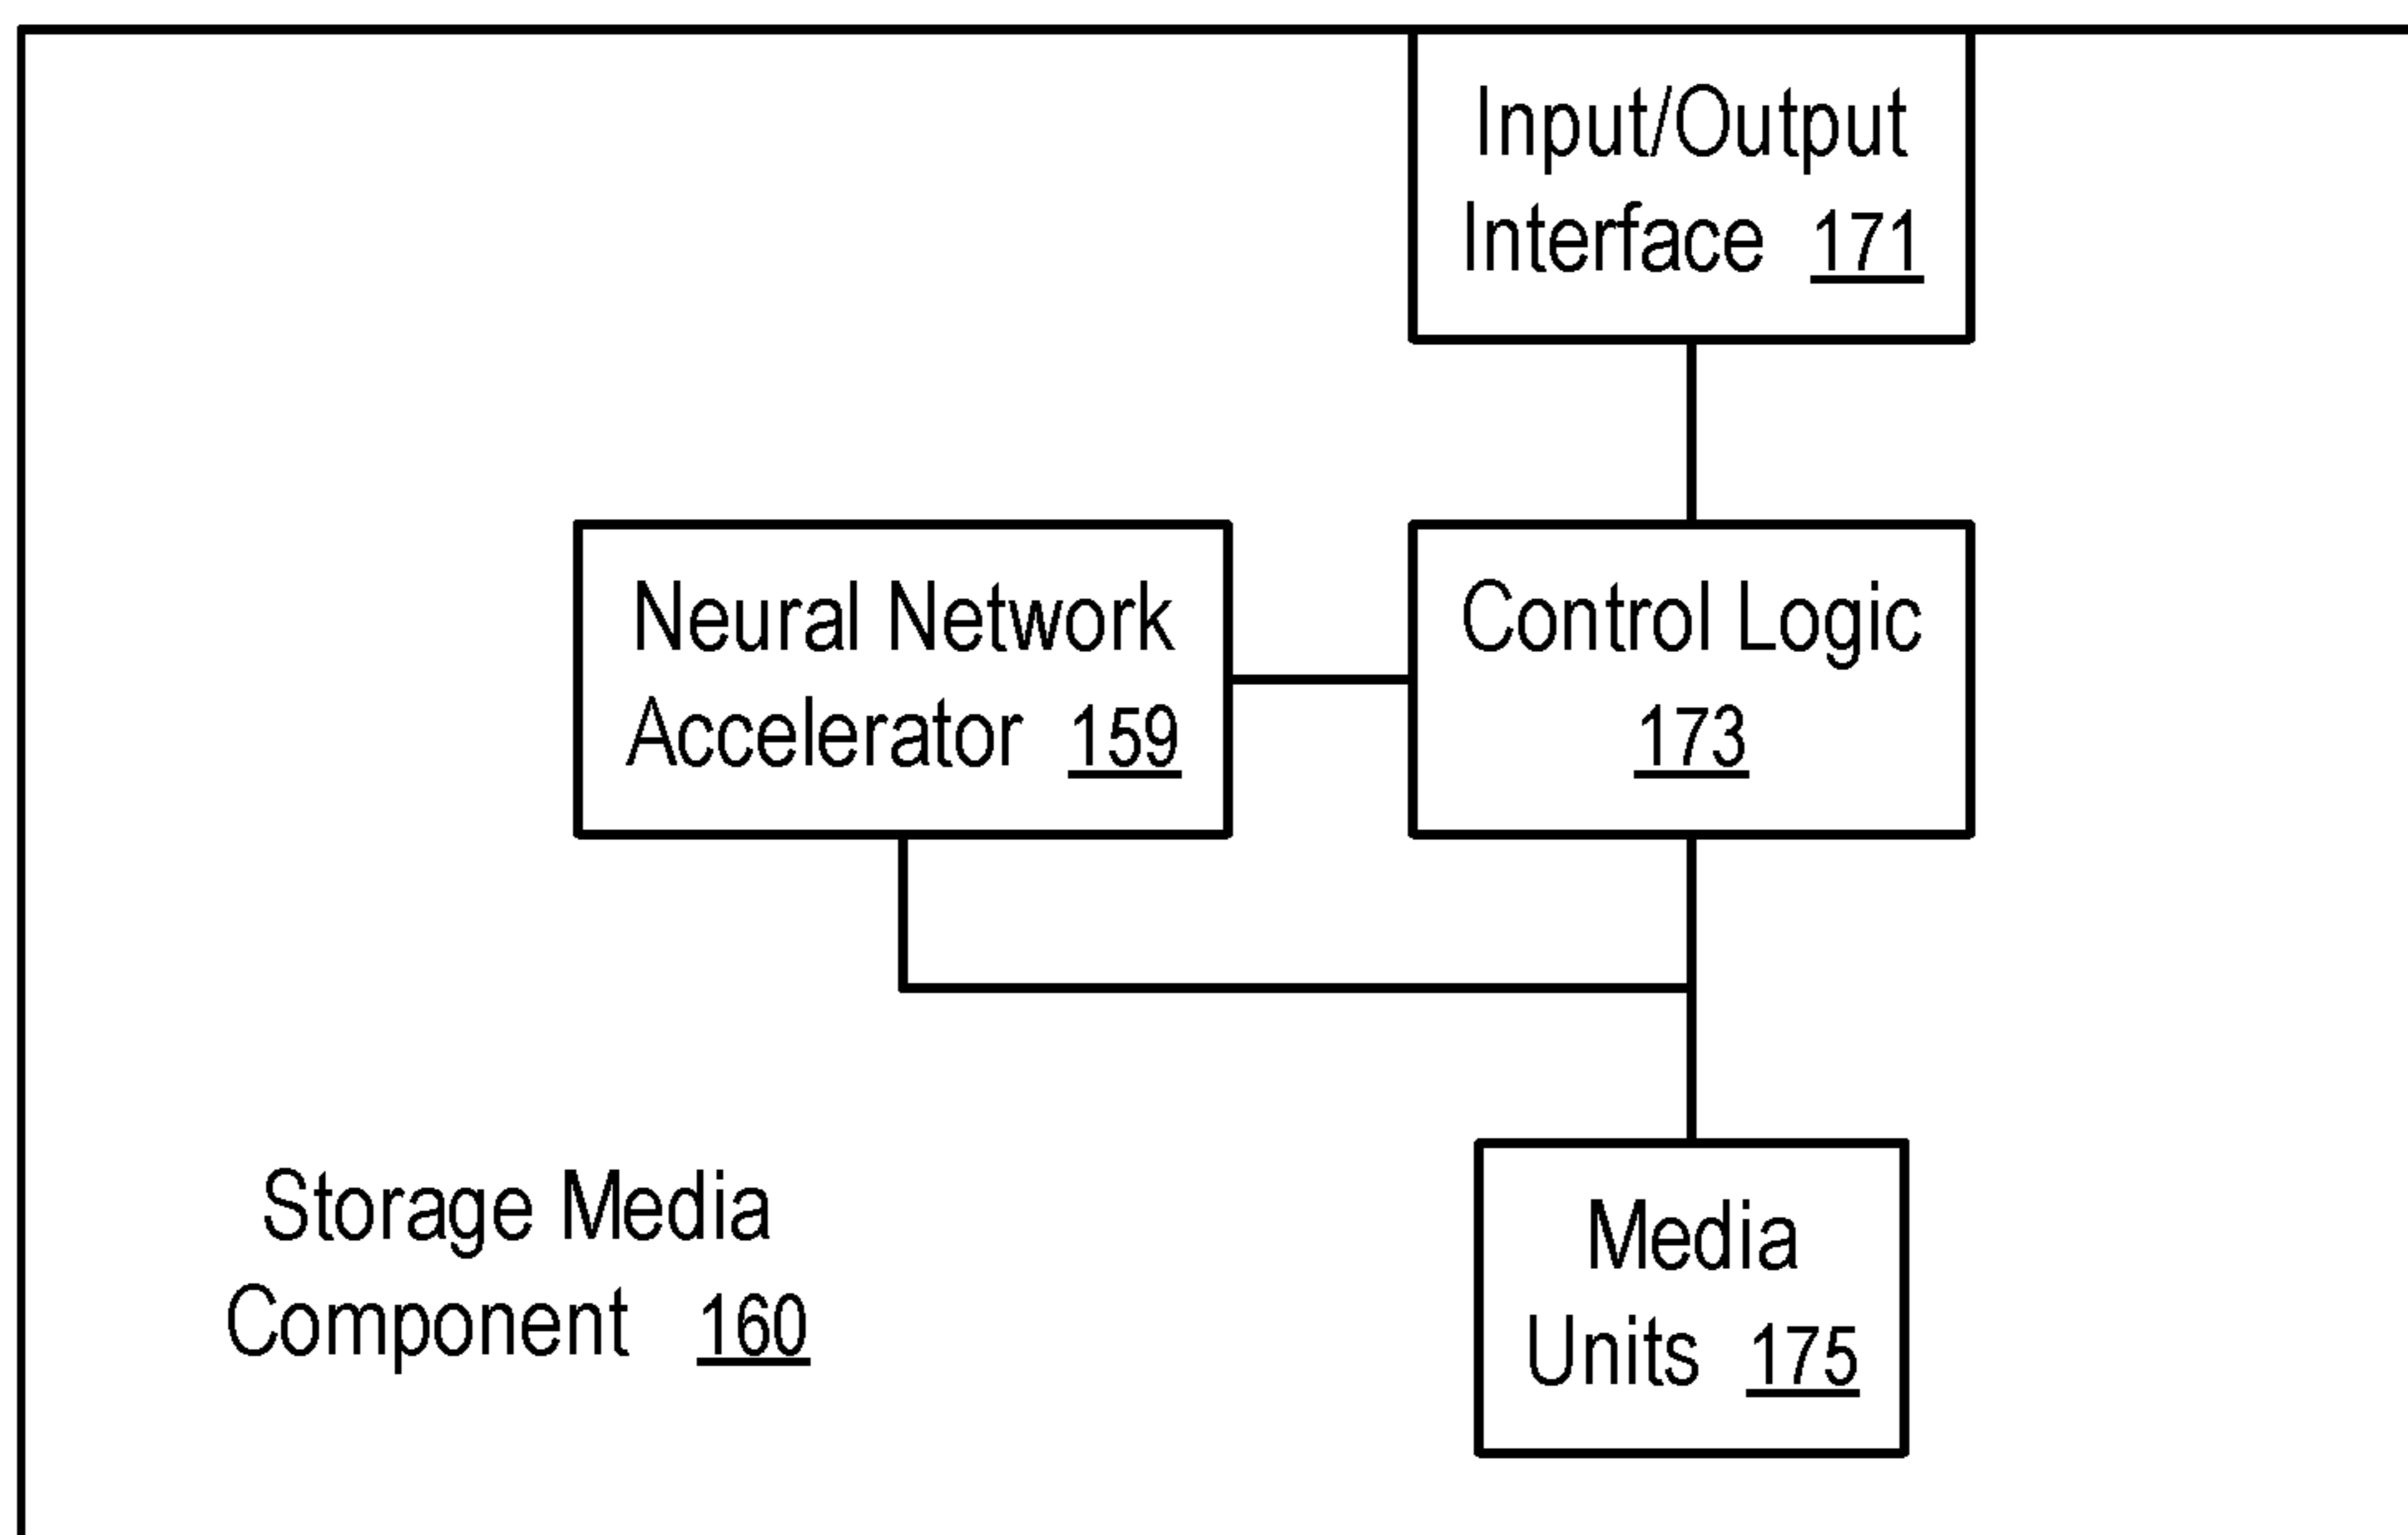 Input/Output
Interface 171
Neural Network
Accelerator 159
Control Logic
173
Storage Media
Component 160
Media
Units 175